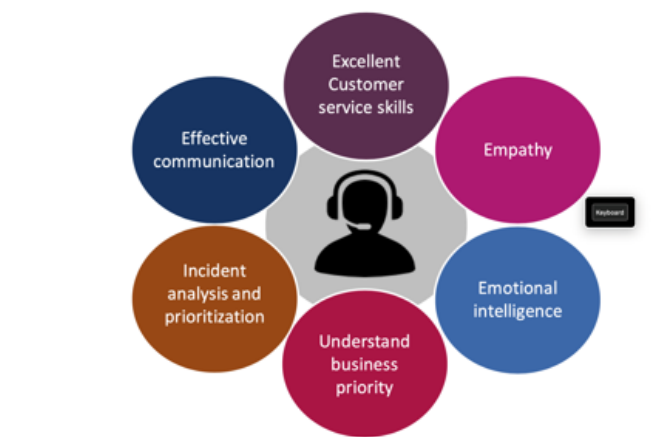 Excellent
Customer
service skills
Effective
communication
Empathy
Keyboard
Incident
analysis and
prioritization
Emotional
intelligence
Understand
business
priority